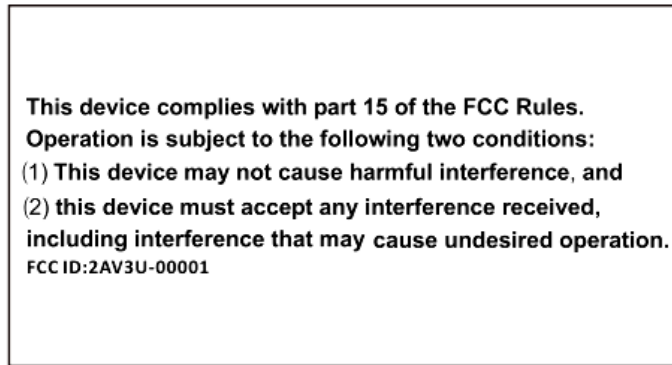 This device complies with part 15 of the FCC Rules.
Operation is subject to the following two conditions:
(1) This device may not cause harmful interference, and
(2) this device must accept any interference received,
including interference that may cause undesired operation.
FCC ID:2AV3U-00001